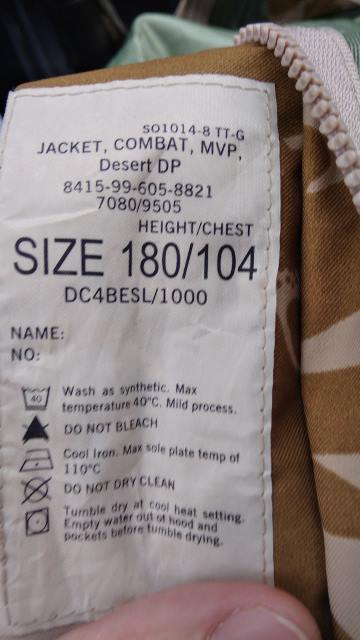 SO1014-8 TT-G
JACKET, COMBAT, MVP,
Desert DP
8415-99-605-8821
7080/9505
HEIGHT/CHEST
SIZE 180/104
DC4BESL/1000
NAME:
NO:
40
Wash as synthetic. Max
temperature 40°C. Mild process.
DO NOT BLEACH
Cool Iron. Max sole plate temp of
110°C
DO NOT DRY CLEAN
Tumble dry at cool heat setting.
Empty water out of hood and
pockets before tumble drying.